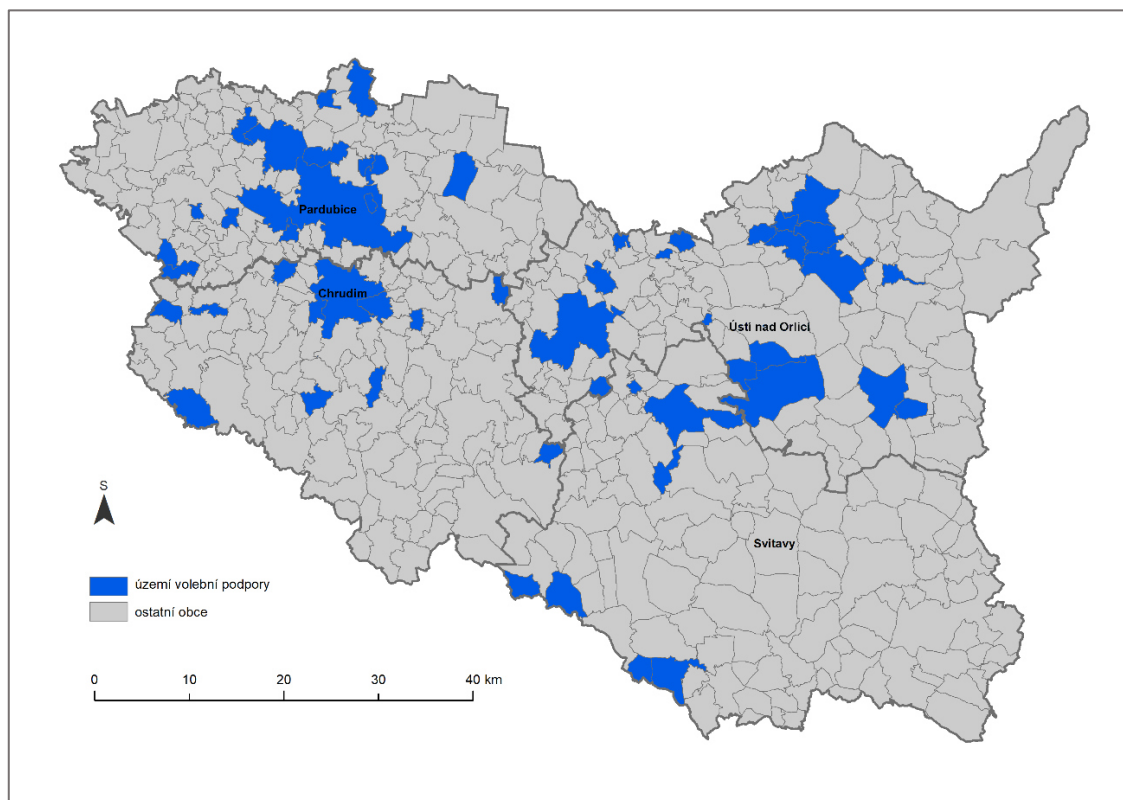 Pardubice
Chrudim
Ústí nad Orlicí
Svitavy
S
území volební podpory
ostatní obce
0 10 20 30 40 km